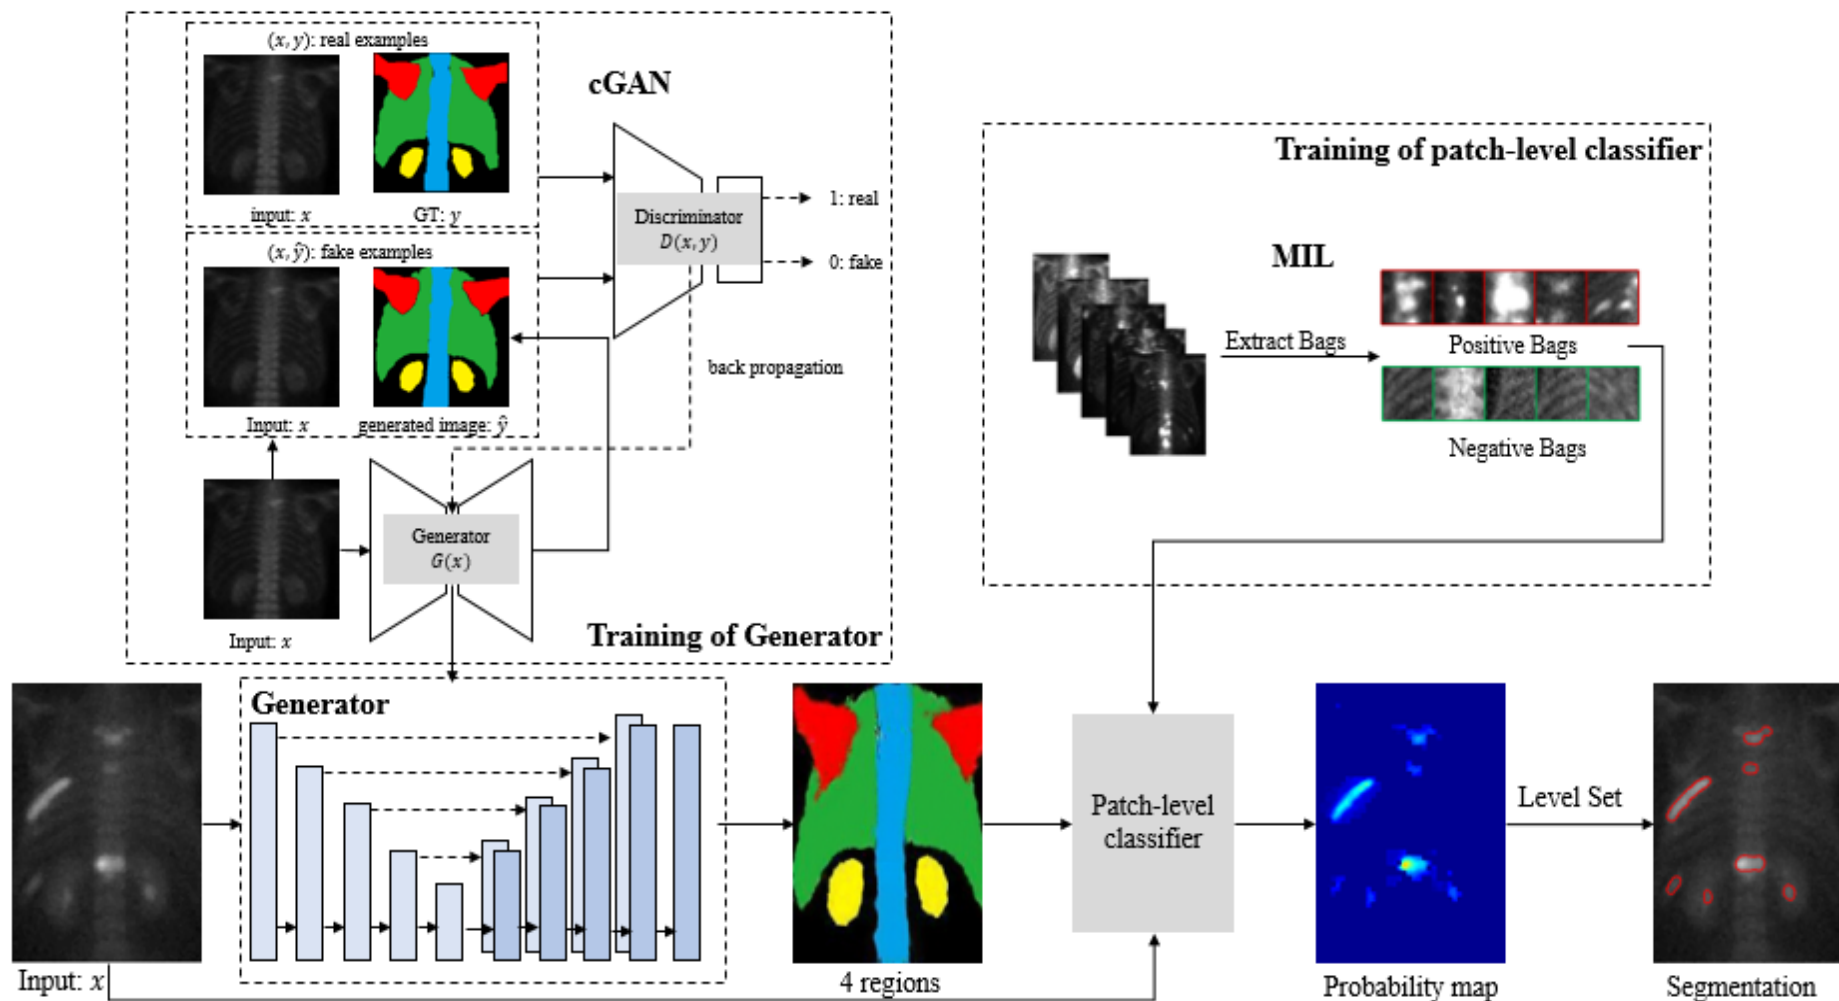 (x, y): real examples
cGAN
input: x
GT: y
Discriminator
D(x, y)
1: real
0: fake
(x, ŷ): fake examples
Input: x
generated image: ŷ
back propagation
Generator
G(x)
Input: x
Training of Generator
Training of patch-level classifier
MIL
Extract Bags
Positive Bags
Negative Bags
Generator
Input: x
4 regions
Patch-level
classifier
Probability map
Level Set
Segmentation